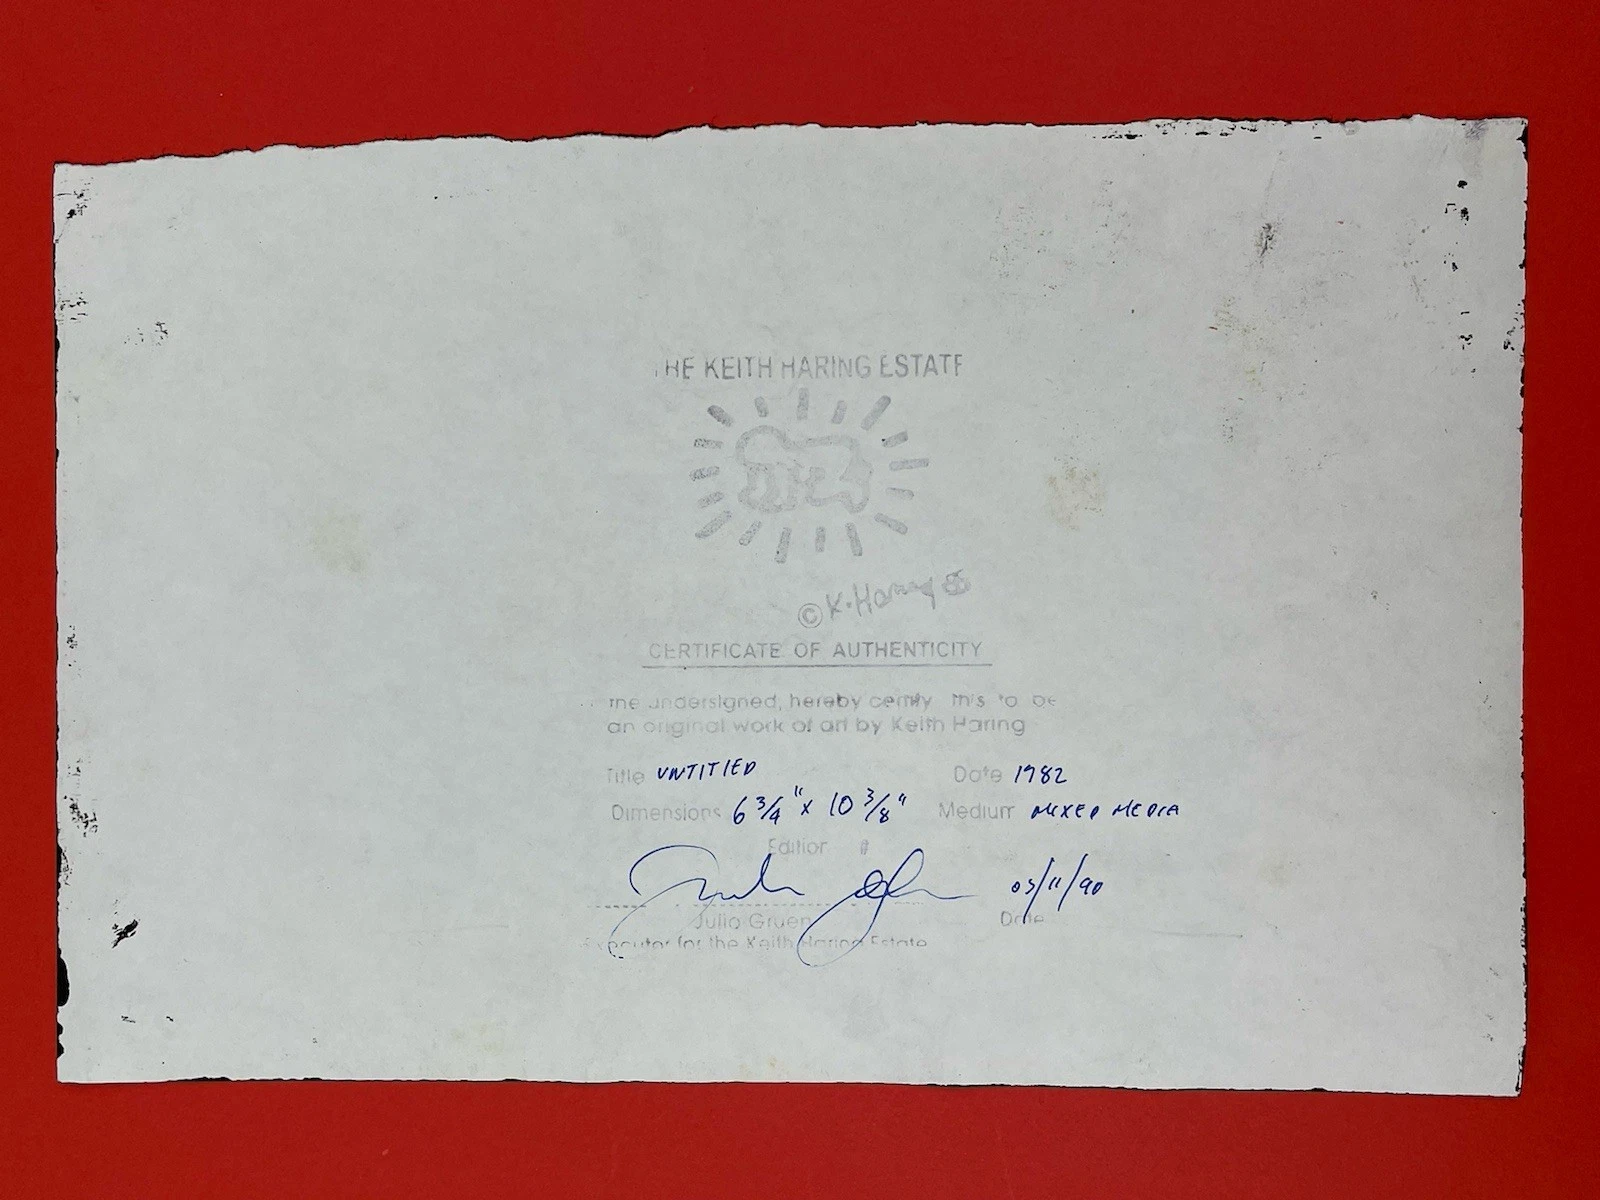 THE KEITH HARING ESTATE
© K. Haring
CERTIFICATE OF AUTHENTICITY
the undersigned, hereby certify this to be
an original work of art by Keith Haring
Title UNTITLED Date 1982
Dimensions 6 3/4" x 10 3/8" Medium MIXED MEDIA
Edition #
03/11/90
Julia Gruen Date
Executor for the Keith Haring Estate